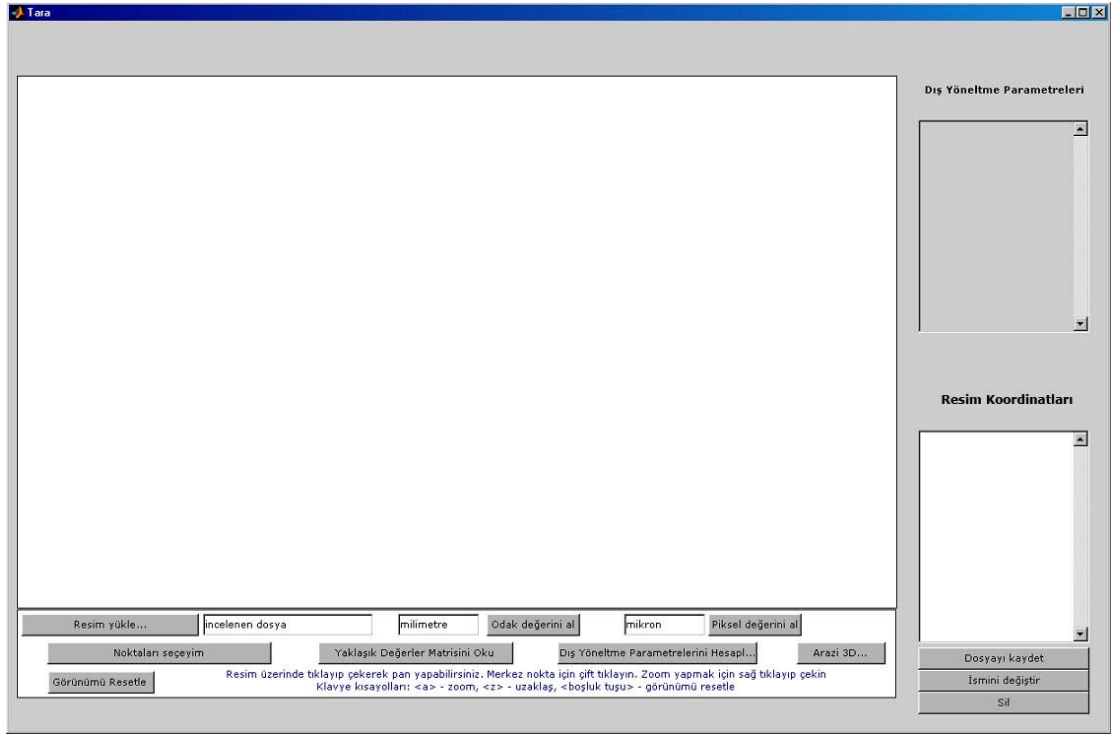 Tara
Dış Yöneltme Parametreleri
Resim Koordinatları
Resim yükle...
incelenen dosya
milimetre
Odak değerini al
mikron
Piksel değerini al
Noktaları seçeyim
Yaklaşık Değerler Matrisini Oku
Dış Yöneltme Parametrelerini Hesapl...
Arazi 3D...
Görünümü Resetle
Resim üzerinde tıklayıp çekerek pan yapabilirsiniz. Merkez nokta için çift tıklayın. Zoom yapmak için sağ tıklayıp çekin
Klavye kısayolları: <a> - zoom, <z> - uzaklaş, <boşluk tuşu> - görünümü resetle
Dosyayı kaydet
İsmini değiştir
Sil